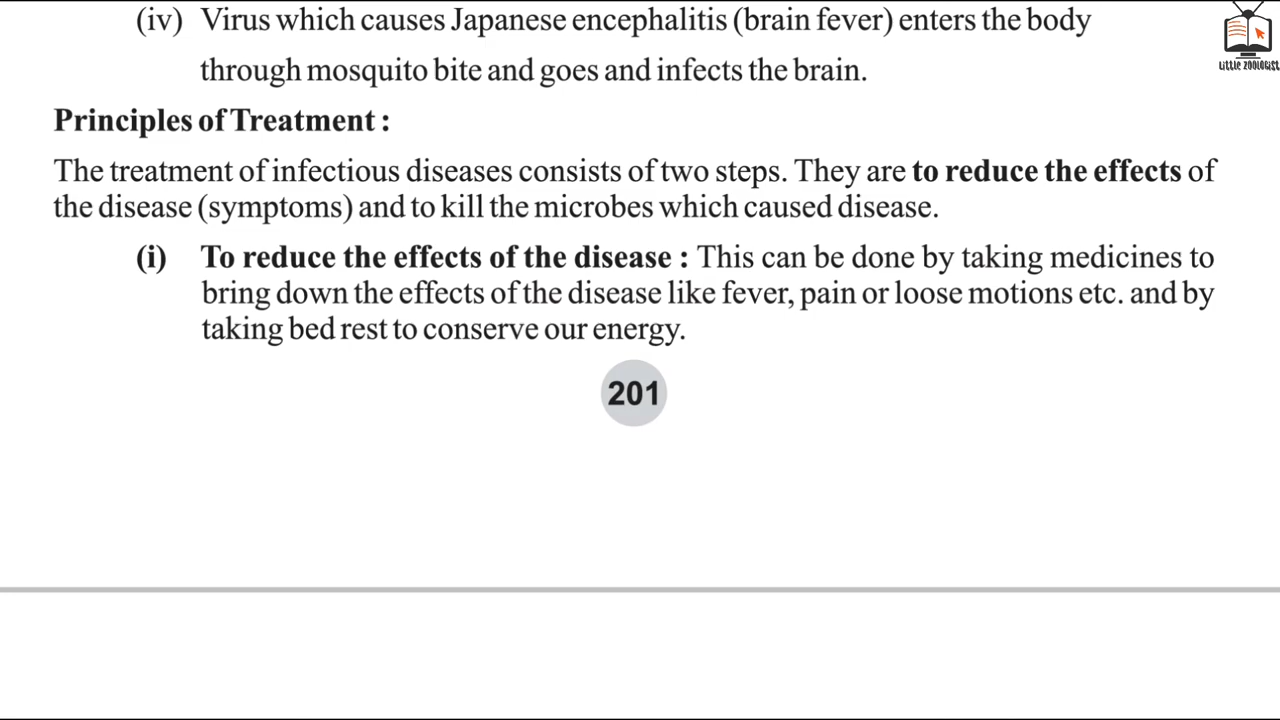 (iv) Virus which causes Japanese encephalitis (brain fever) enters the body
through mosquito bite and goes and infects the brain.
Principles of Treatment :
The treatment of infectious diseases consists of two steps. They are to reduce the effects of
the disease (symptoms) and to kill the microbes which caused disease.
(i) To reduce the effects of the disease : This can be done by taking medicines to
bring down the effects of the disease like fever, pain or loose motions etc. and by
taking bed rest to conserve our energy.
201
LiTTLE ZOOLOGiST